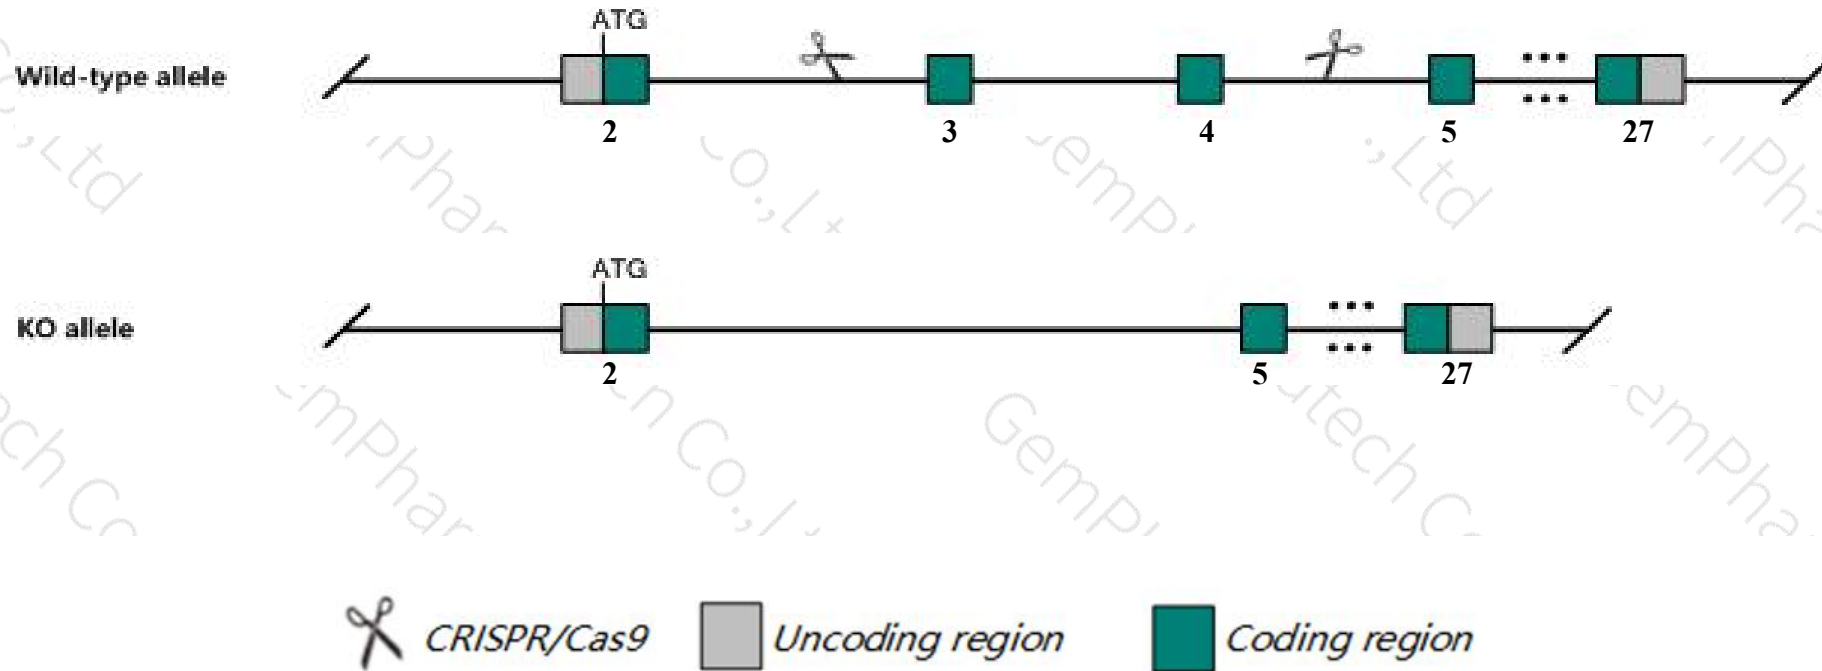 ATG
Wild-type allele
2 3 4 5 27
ATG
KO allele
2 5 27
CRISPR/Cas9 Uncoding region Coding region